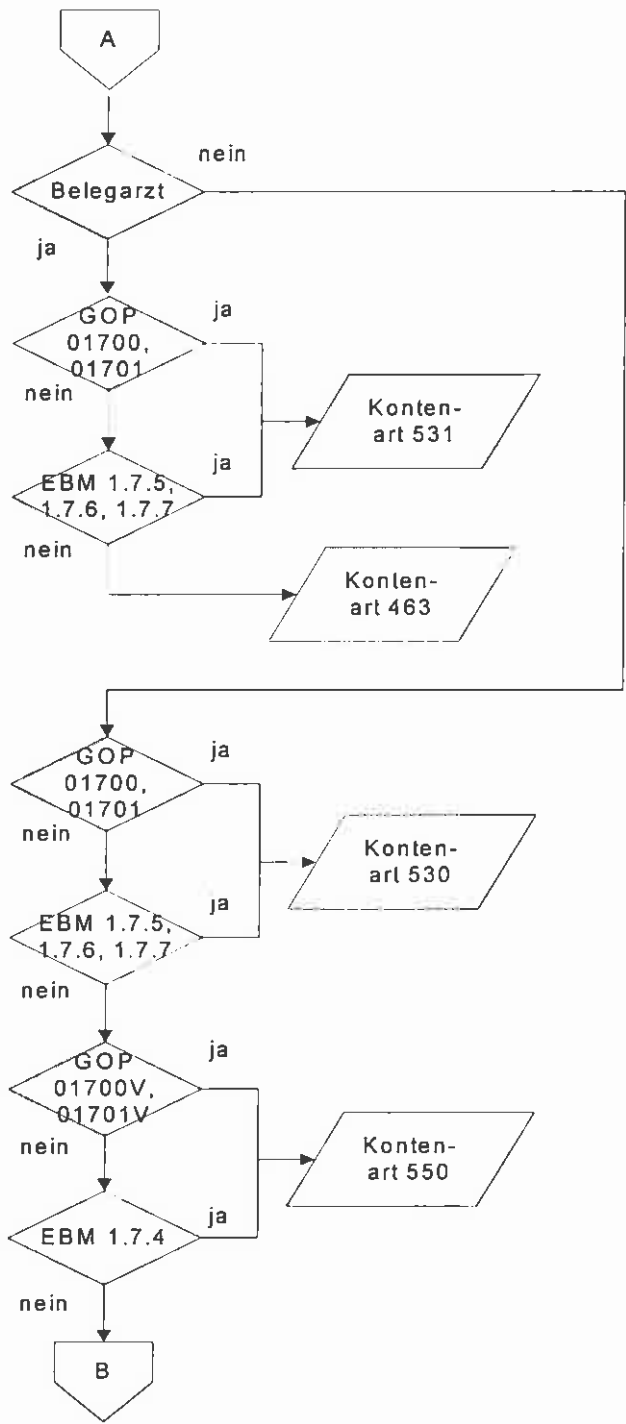 A
nein
Belegarzt
ja
GOP
01700,
01701
ja
nein
Konten-
art 531
ja
EBM 1.7.5,
1.7.6, 1.7.7
nein
Konten-
art 463
GOP
01700,
01701
ja
nein
Konten-
art 530
ja
EBM 1.7.5,
1.7.6, 1.7.7
nein
GOP
01700V,
01701V
ja
nein
Konten-
art 550
ja
EBM 1.7.4
nein
B